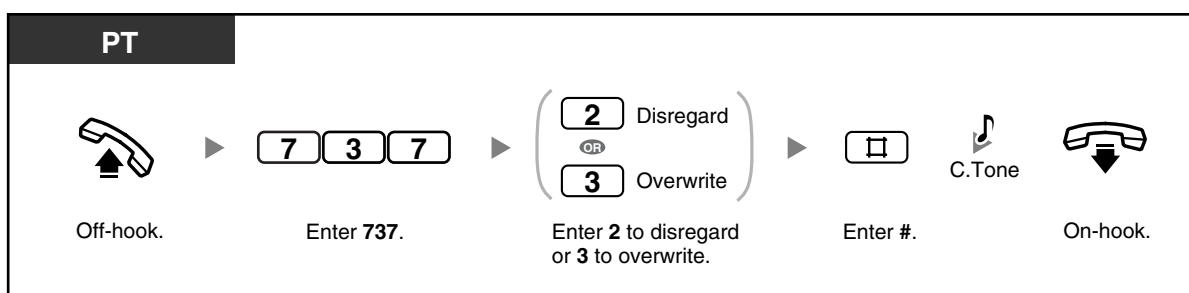 PT
7 3 7
2 Disregard
OR
3 Overwrite
#
C.Tone
Off-hook.
Enter 737.
Enter 2 to disregard
or 3 to overwrite.
Enter #.
On-hook.